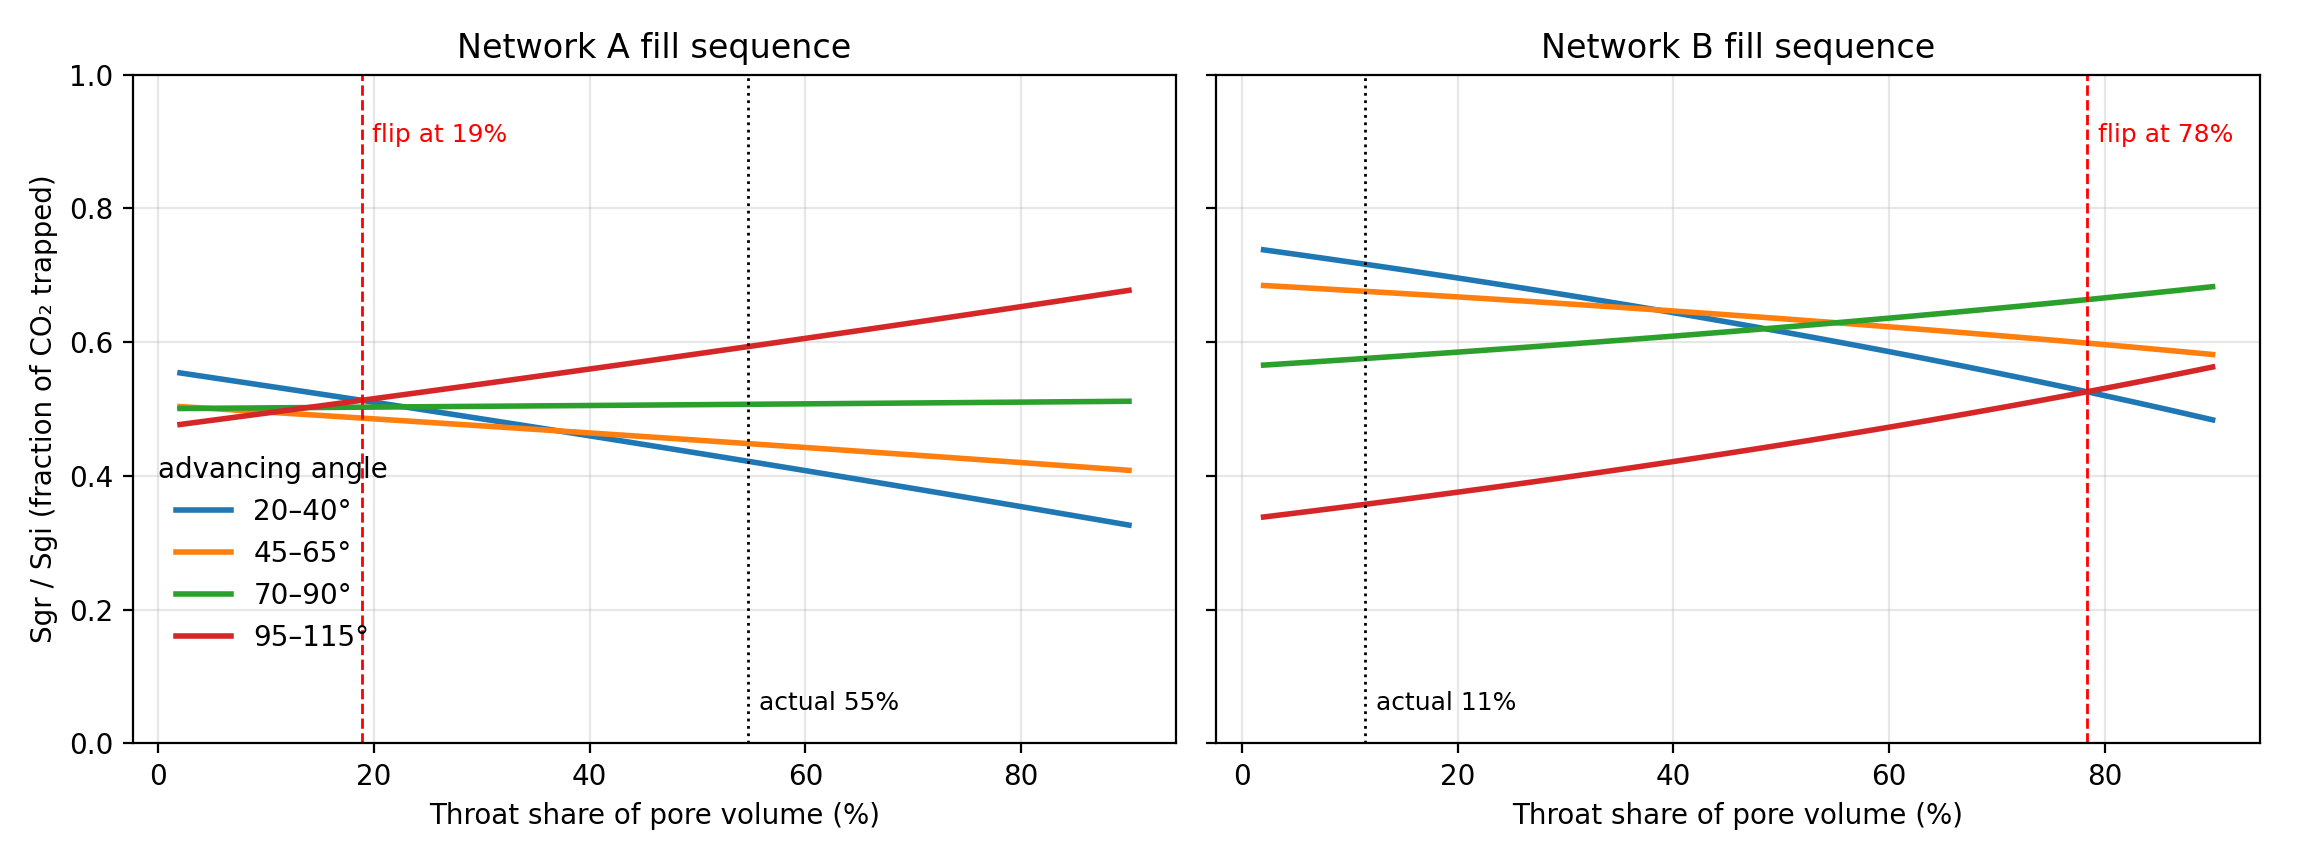 Network A fill sequence
Network B fill sequence
Sgr / Sgi (fraction of CO₂ trapped)
1.0
0.8
0.6
0.4
0.2
0.0
flip at 19%
advancing angle
20–40°
45–65°
70–90°
95–115°
actual 55%
0 20 40 60 80
Throat share of pore volume (%)
flip at 78%
actual 11%
0 20 40 60 80
Throat share of pore volume (%)